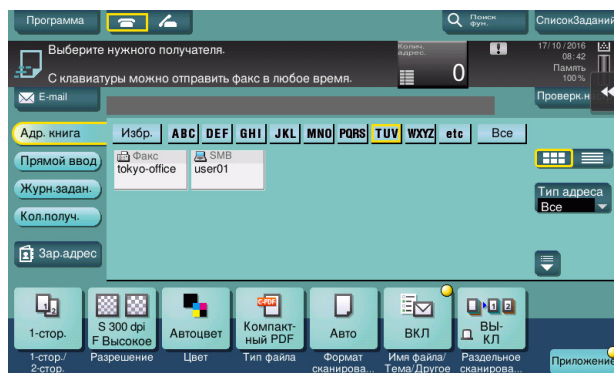 Программа
Поиск
фун.
СписокЗаданий
Выберите нужного получателя.
Колич.
адрес.
0
17/10/2016
08:42
Память
100%
С клавиатуры можно отправить факс в любое время.
E-mail
Проверк.н
Адр. книга
Избр.
ABC
DEF
GHI
JKL
MNO
PQRS
TUV
WXYZ
etc
Все
Факс
tokyo-office
SMB
user01
Прямой ввод
Журн.задан.
Тип адреса
Все
Кол.получ.
Зар.адрес
1-стор.
S 300 dpi
F Высокое
Автоцвет
Компакт-
ный PDF
Авто
ВКЛ
ВЫ-
КЛ
1-стор./
2-стор.
Разрешение
Цвет
Тип файла
Формат
сканирова...
Имя файла/
Тема/Другое
Раздельное
сканирова...
Приложение